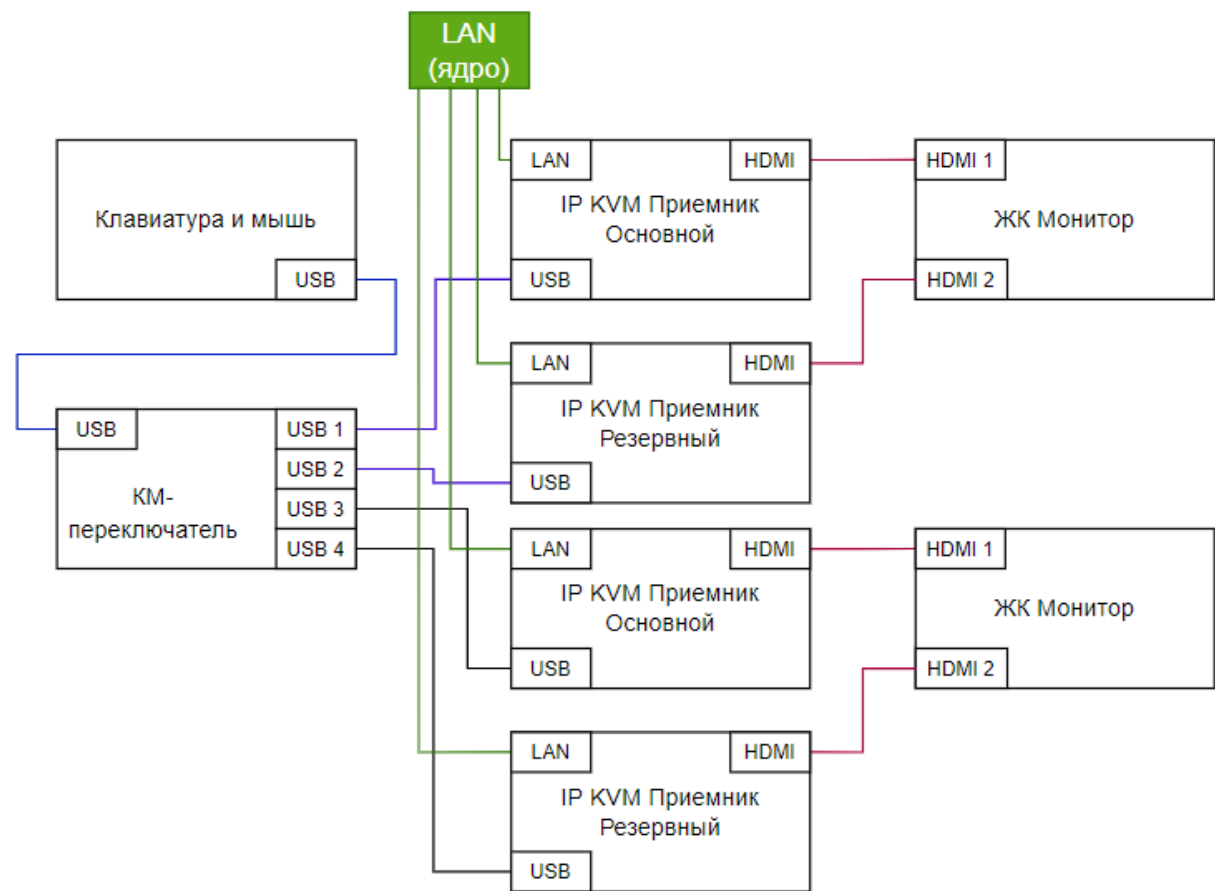 LAN
(ядро)
LAN
HDMI
HDMI 1
Клавиатура и мышь
IP KVM Приемник
Основной
ЖК Монитор
USB
USB
HDMI 2
LAN
HDMI
IP KVM Приемник
Резервный
USB
USB
USB 1
USB 2
USB 3
USB 4
КМ-
переключатель
LAN
HDMI
HDMI 1
IP KVM Приемник
Основной
ЖК Монитор
USB
HDMI 2
LAN
HDMI
IP KVM Приемник
Резервный
USB